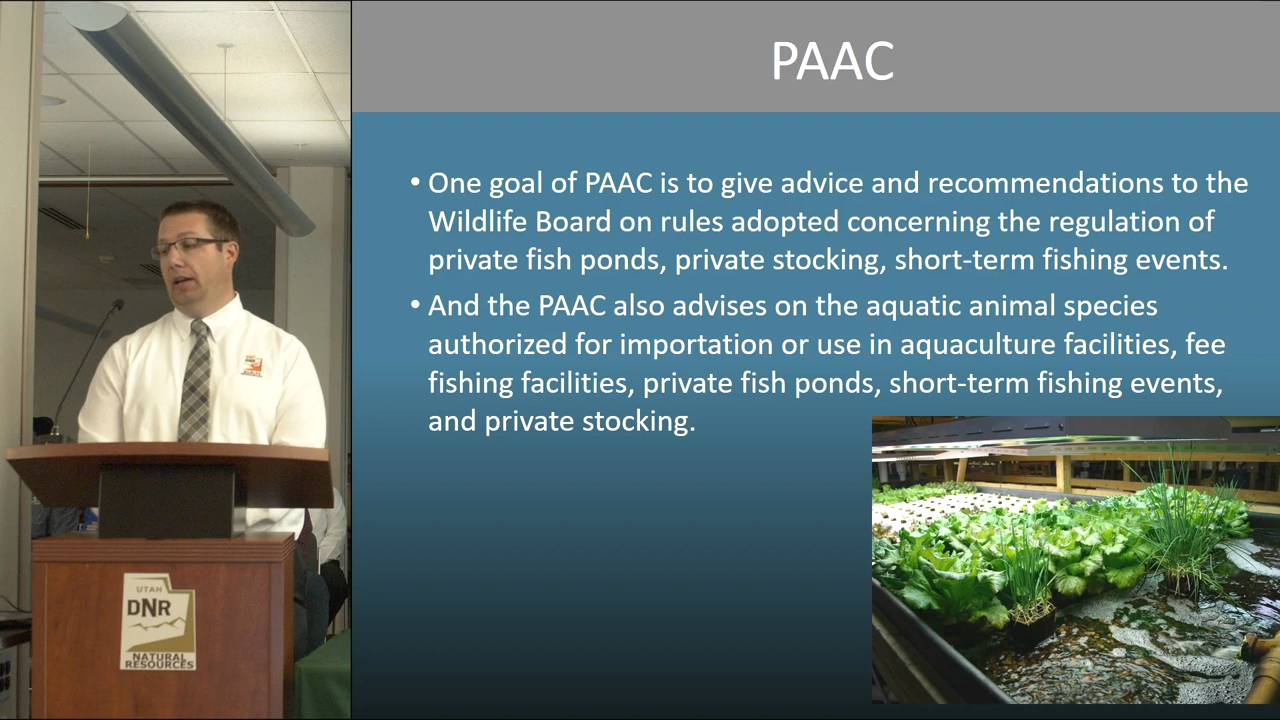 PAAC
• One goal of PAAC is to give advice and recommendations to the
Wildlife Board on rules adopted concerning the regulation of
private fish ponds, private stocking, short-term fishing events.
• And the PAAC also advises on the aquatic animal species
authorized for importation or use in aquaculture facilities, fee
fishing facilities, private fish ponds, short-term fishing events,
and private stocking.
DNR
UTAH
DNR
NATURAL
RESOURCES